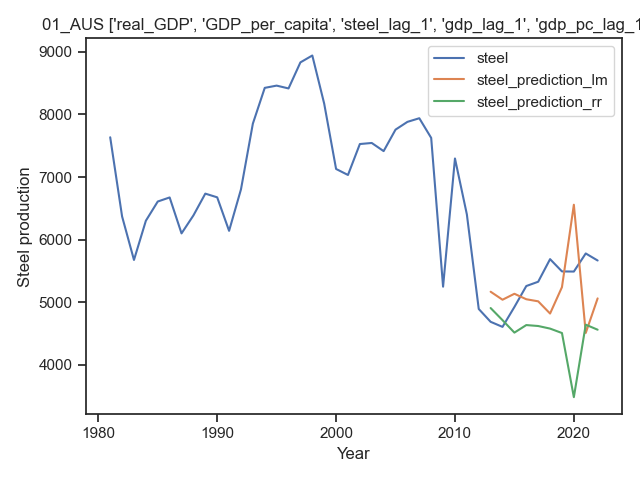 01_AUS ['real_GDP', 'GDP_per_capita', 'steel_lag_1', 'gdp_lag_1', 'gdp_pc_lag_1
9000
8000
7000
6000
5000
4000
Steel production
steel
steel_prediction_lm
steel_prediction_rr
1980
1990
2000
2010
2020
Year